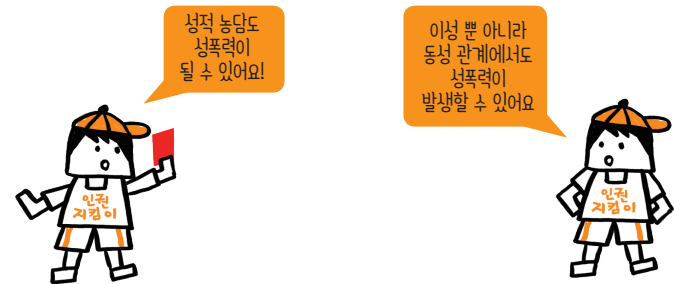 성적 농담도
성폭력이
될 수 있어요!
인권
지킴이
이성 뿐 아니라
동성 관계에서도
성폭력이
발생할 수 있어요
인권
지킴이